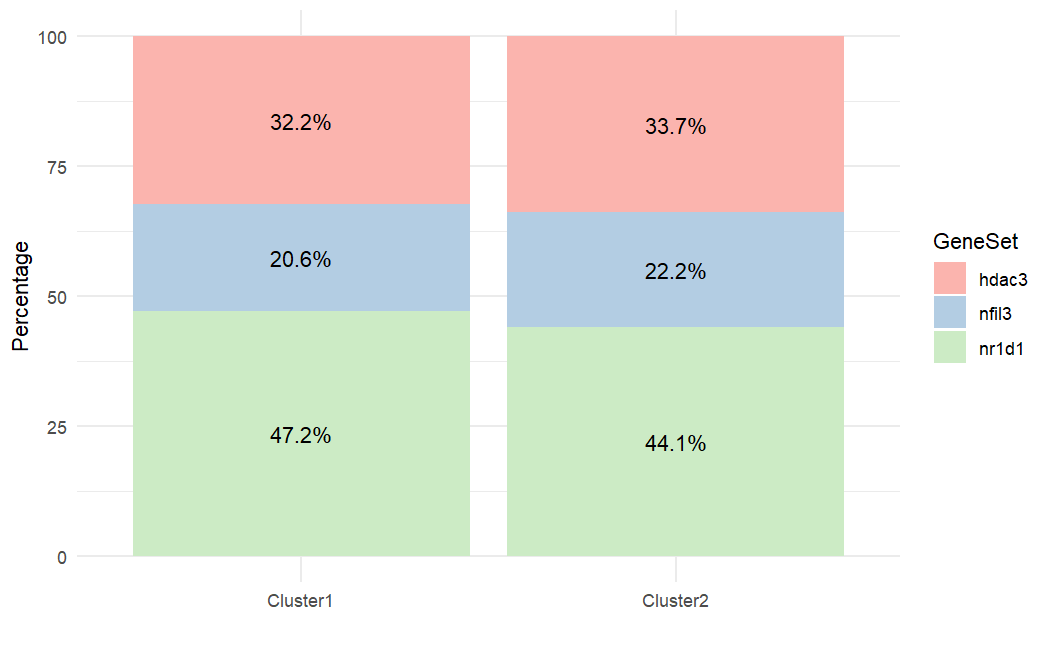 Percentage
100
75
50
25
0
32.2%
20.6%
47.2%
33.7%
22.2%
44.1%
Cluster1
Cluster2
GeneSet
hdac3
nfil3
nr1d1